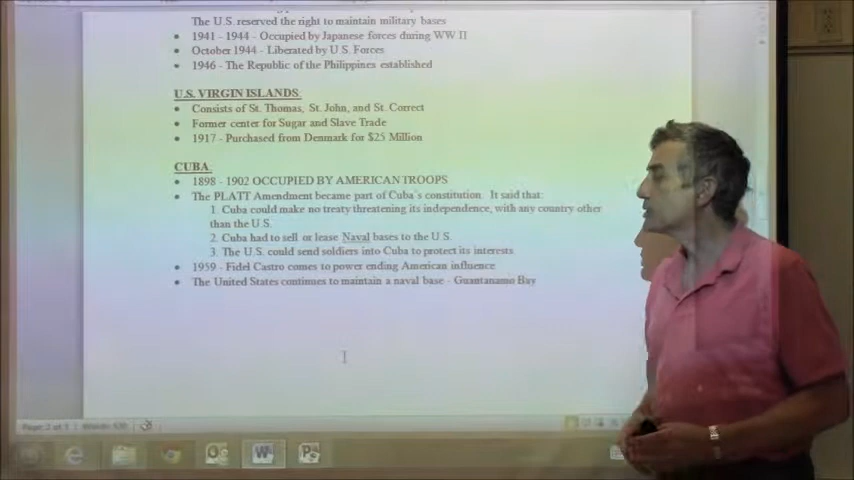 The U.S. reserved the right to maintain military bases
• 1941 - 1944 - Occupied by Japanese forces during WW II
• October 1944 - Liberated by U.S. Forces
• 1946 - The Republic of the Philippines established
U.S. VIRGIN ISLANDS
• Consists of St. Thomas, St. John, and St. Correct
• Former center for Sugar and Slave Trade
• 1917 - Purchased from Denmark for $25 Million
CUBA
• 1898 - 1902 OCCUPIED BY AMERICAN TROOPS
• The PLATT Amendment became part of Cuba's constitution. It said that:
1. Cuba could make no treaty threatening its independence, with any country other
than the U.S.
2. Cuba had to sell or lease Naval bases to the U.S.
3. The U.S. could send soldiers into Cuba to protect its interests
• 1959 - Fidel Castro comes to power ending American influence
• The United States continues to maintain a naval base - Guantanamo Bay